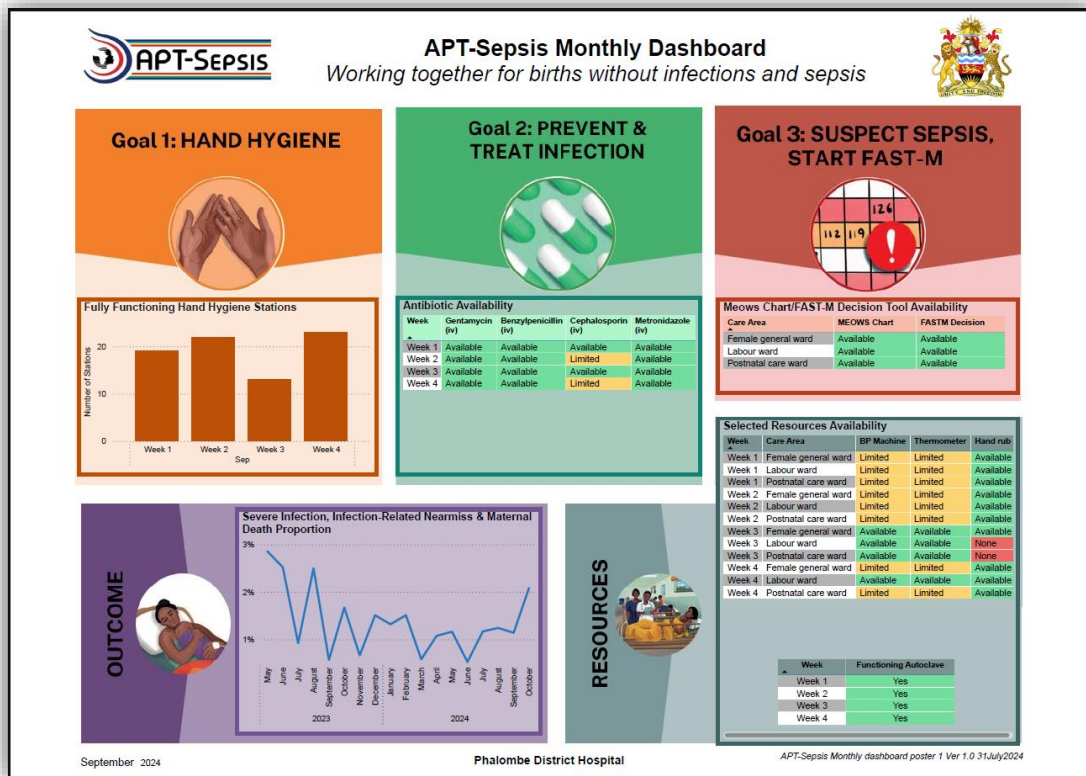 APT-SEPSIS
APT-Sepsis Monthly Dashboard
Working together for births without infections and sepsis
UNITY AND FREEDOM
Goal 1: HAND HYGIENE
Fully Functioning Hand Hygiene Stations
Number of Stations
20
10
0
Week 1 Week 2 Week 3 Week 4
Sep
Goal 2: PREVENT &
TREAT INFECTION
Antibiotic Availability
Week Gentamycin Benzylpenicillin Cephalosporin Metronidazole
(iv) (iv) (iv) (iv)
Week 1 Available Available Available Available
Week 2 Available Available Limited Available
Week 3 Available Available Available Available
Week 4 Available Available Limited Available
Goal 3: SUSPECT SEPSIS,
START FAST-M
126
112 119
!
Meows Chart/FAST-M Decision Tool Availability
Care Area MEOWS Chart FASTM Decision
Female general ward Available Available
Labour ward Available Available
Postnatal care ward Available Available
OUTCOME
Severe Infection, Infection-Related Nearmiss & Maternal
Death Proportion
3%
2%
1%
May June July August September October November December January February March April May June July August September October
2023 2024
RESOURCES
Selected Resources Availability
Week Care Area BP Machine Thermometer Hand rub
Week 1 Female general ward Limited Limited Available
Week 1 Labour ward Limited Limited Available
Week 1 Postnatal care ward Limited Limited Available
Week 2 Female general ward Limited Limited Available
Week 2 Labour ward Limited Limited Available
Week 2 Postnatal care ward Limited Limited Available
Week 3 Female general ward Available Available Available
Week 3 Labour ward Available Available None
Week 3 Postnatal care ward Available Available None
Week 4 Female general ward Limited Limited Available
Week 4 Labour ward Available Available Available
Week 4 Postnatal care ward Limited Limited Available
Week Functioning Autoclave
Week 1 Yes
Week 2 Yes
Week 3 Yes
Week 4 Yes
September 2024
Phalombe District Hospital
APT-Sepsis Monthly dashboard poster 1 Ver 1.0 31July2024